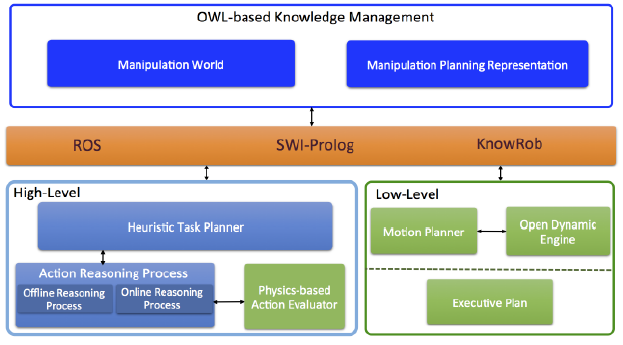 OWL-based Knowledge Management
Manipulation World
Manipulation Planning Representation
ROS
SWI-Prolog
KnowRob
High-Level
Heuristic Task Planner
Action Reasoning Process
Offline Reasoning
Process
Online Reasoning
Process
Physics-based
Action Evaluator
Low-Level
Motion Planner
Open Dynamic
Engine
Executive Plan